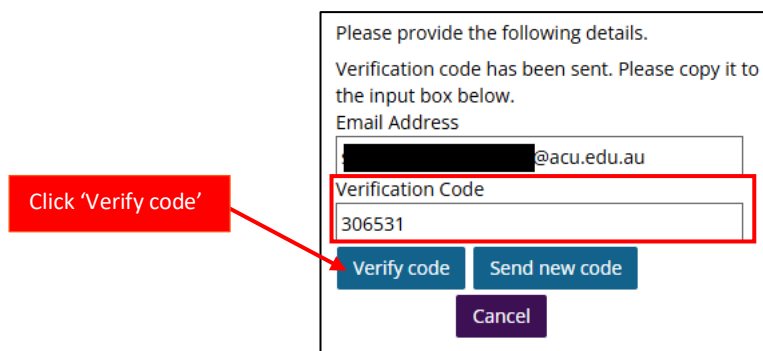 Please provide the following details.
Verification code has been sent. Please copy it to
the input box below.
Email Address
@acu.edu.au
Click ‘Verify code’
Verification Code
306531
Verify code
Send new code
Cancel